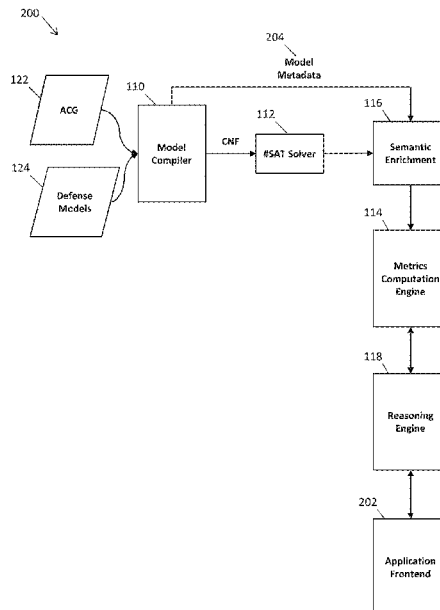 200
204
Model
Metadata
122
ACG
110
Model
Compiler
CNF
112
#SAT Solver
116
Semantic
Enrichment
124
Defense
Models
114
Metrics
Computation
Engine
118
Reasoning
Engine
202
Application
Frontend